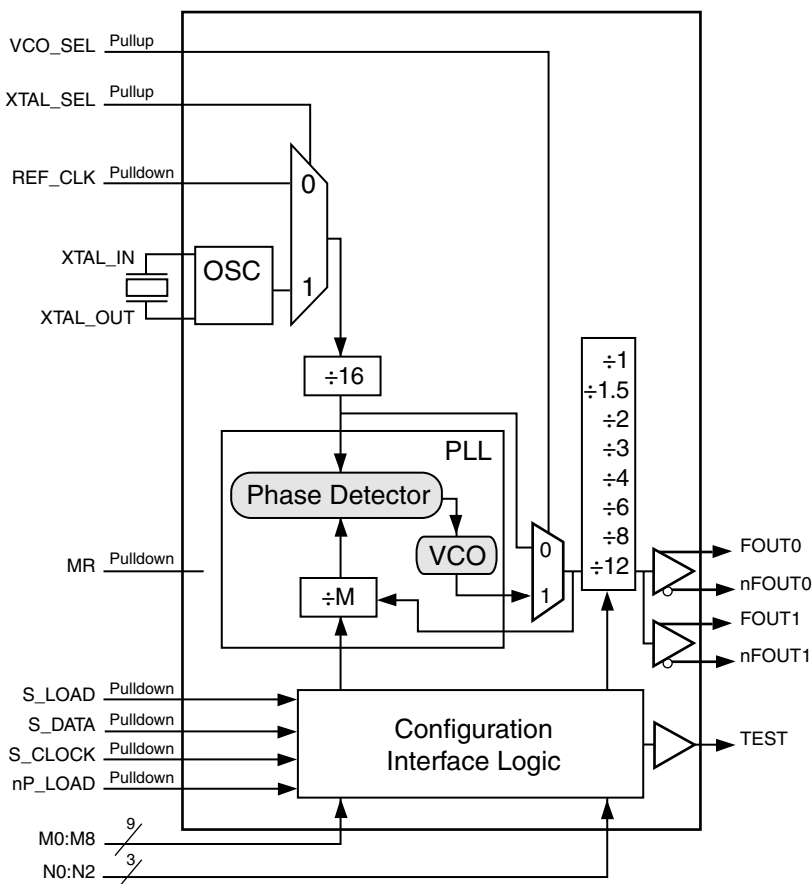 VCO_SEL Pullup
XTAL_SEL Pullup
REF_CLK Pulldown
0
XTAL_IN
OSC
1
XTAL_OUT
÷16
÷1
÷1.5
÷2
÷3
÷4
÷6
÷8
÷12
PLL
Phase Detector
VCO
0
1
MR Pulldown
÷M
FOUT0
nFOUT0
FOUT1
nFOUT1
S_LOAD Pulldown
S_DATA Pulldown
S_CLOCK Pulldown
nP_LOAD Pulldown
Configuration
Interface Logic
TEST
M0:M8 9
N0:N2 3